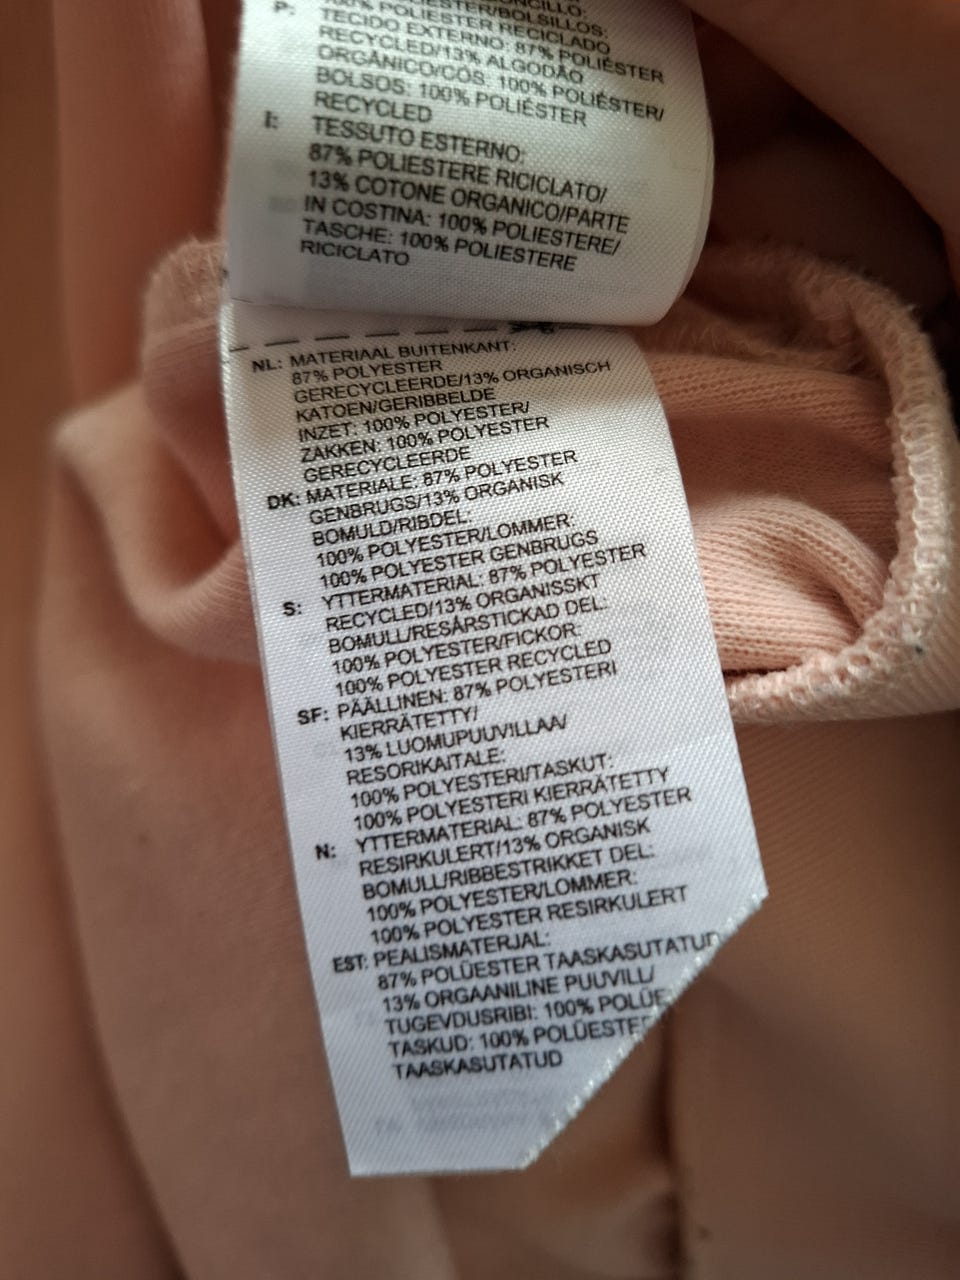 POLIÉSTER/BOLSILLOS:
100% POLIÉSTER RECICLADO
P: TECIDO EXTERNO: 87% POLIÉSTER
RECYCLED/13% ALGODÃO
ORGÂNICO/CÓS: 100% POLIÉSTER/
BOLSOS: 100% POLIÉSTER
RECYCLED
I: TESSUTO ESTERNO:
87% POLIESTERE RICICLATO/
13% COTONE ORGANICO/PARTE
IN COSTINA: 100% POLIESTERE/
TASCHE: 100% POLIESTERE
RICICLATO
NL: MATERIAAL BUITENKANT:
87% POLYESTER
GERECYCLEERDE/13% ORGANISCH
KATOEN/GERIBBELDE
INZET: 100% POLYESTER/
ZAKKEN: 100% POLYESTER
GERECYCLEERDE
DK: MATERIALE: 87% POLYESTER
GENBRUGS/13% ORGANISK
BOMULD/RIBDEL:
100% POLYESTER/LOMMER:
100% POLYESTER GENBRUGS
S: YTTERMATERIAL: 87% POLYESTER
RECYCLED/13% ORGANISSKT
BOMULL/RESÅRSTICKAD DEL:
100% POLYESTER/FICKOR:
100% POLYESTER RECYCLED
SF: PÄÄLLINEN: 87% POLYESTERI
KIERRÄTETTY/
13% LUOMUPUUVILLAA/
RESORIKAITALE:
100% POLYESTERI/TASKUT:
100% POLYESTERI KIERRÄTETTY
N: YTTERMATERIAL: 87% POLYESTER
RESIRKULERT/13% ORGANISK
BOMULL/RIBBESTRIKKET DEL:
100% POLYESTER/LOMMER:
100% POLYESTER RESIRKULERT
EST: PEALISMATERJAL:
87% POLÜESTER TAASKASUTATUD
13% ORGAANILINE PUUVILL/
TUGEVDUSRIBI: 100% POLÜE
TASKUD: 100% POLÜESTER
TAASKASUTATUD